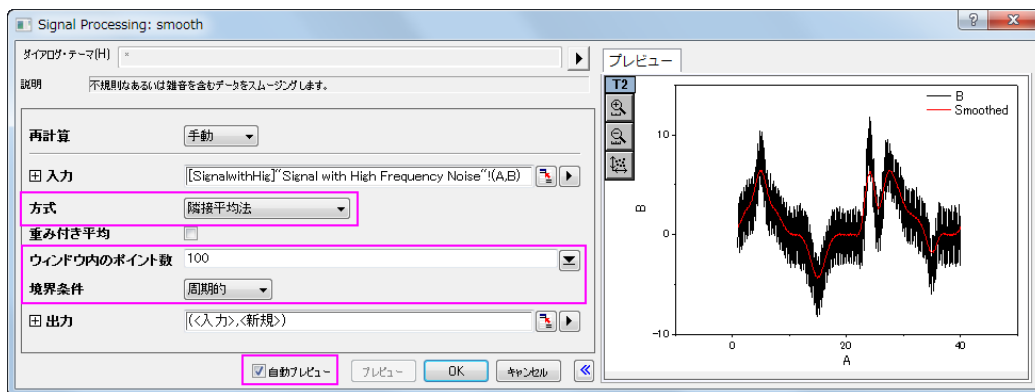 Signal Processing: smooth
ダイアログ・テーマ(H) *
説明 不規則なあるいは雑音を含むデータをスムージングします。
再計算 手動
入力 [SignalwithHig]"Signal with High Frequency Noise"!(A,B)
方式 隣接平均法
重み付き平均
ウィンドウ内のポイント数 100
境界条件 周期的
出力 (<入力>,<新規>)
自動プレビュー プレビュー OK キャンセル
プレビュー
T2
B
Smoothed
10
0
-10
B
0 20 40
A